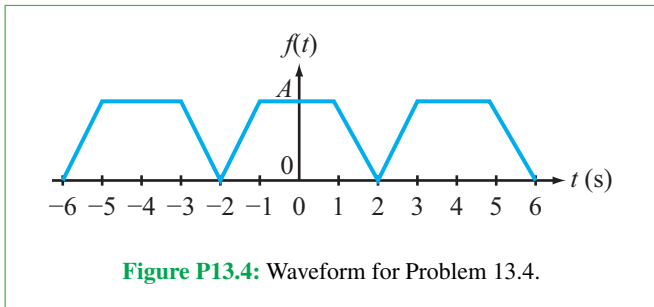 f(t)
A
0
t (s)
−6 −5 −4 −3 −2 −1 0 1 2 3 4 5 6
Figure P13.4: Waveform for Problem 13.4.